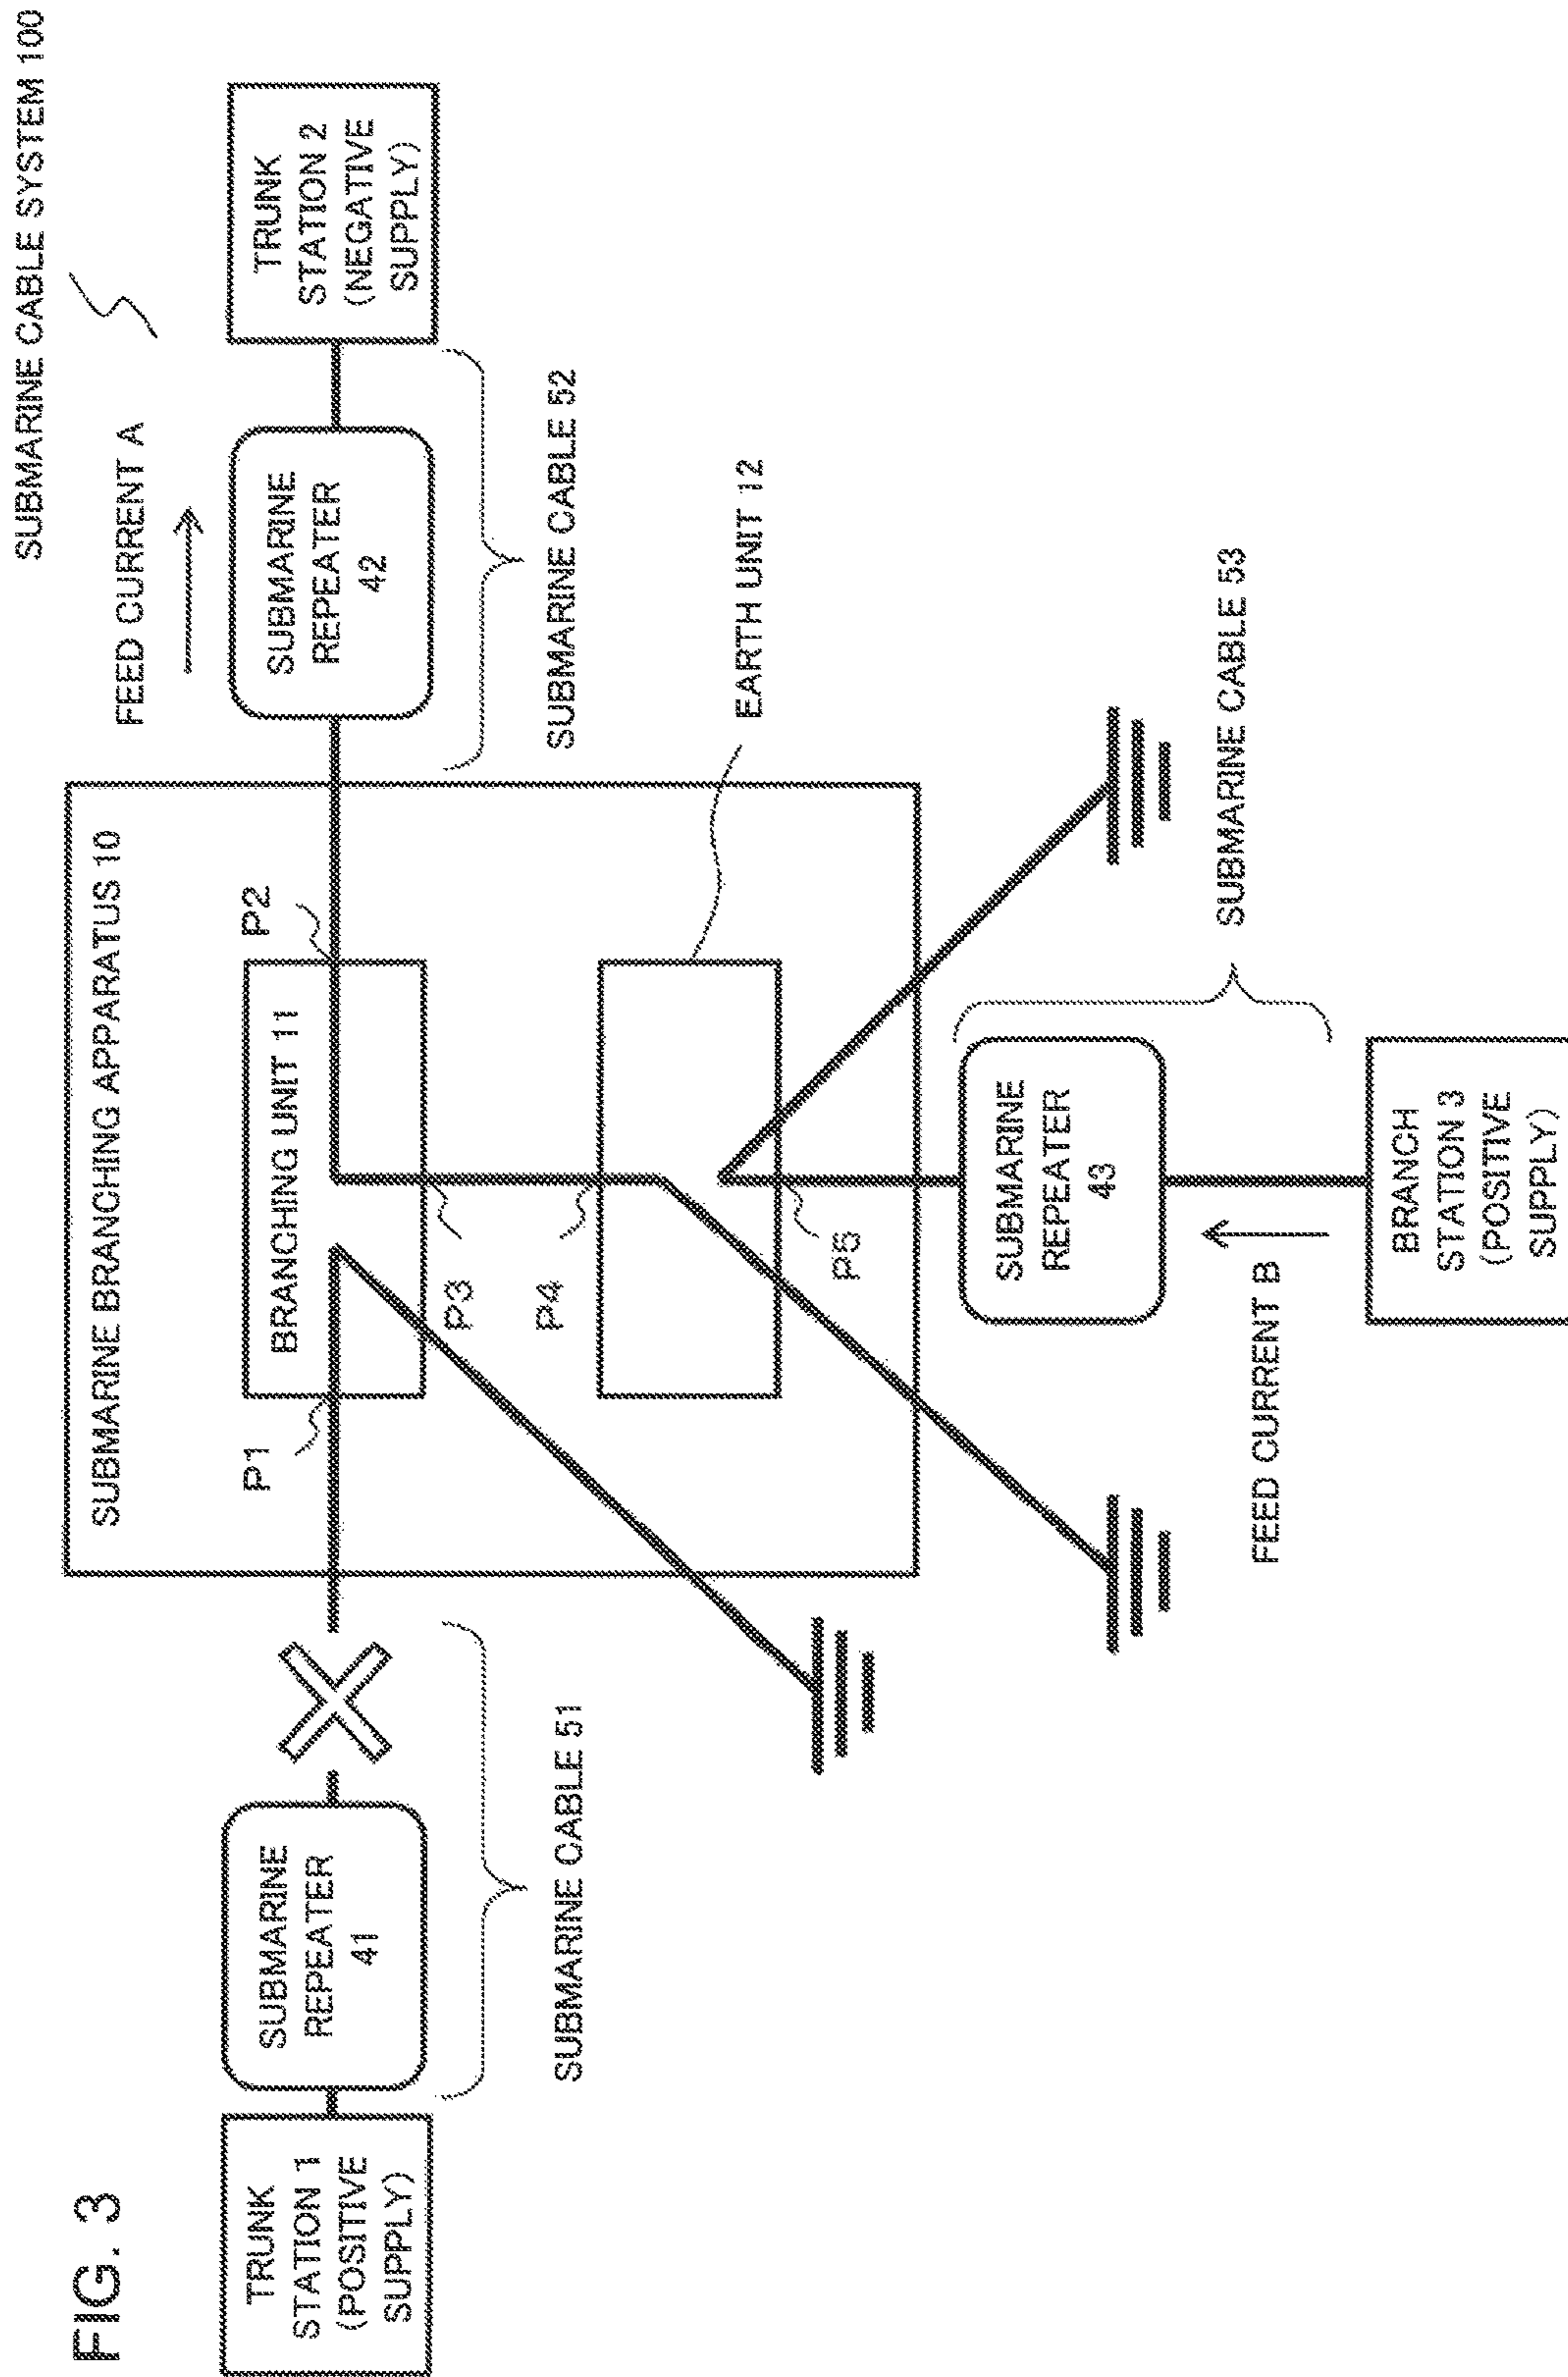 FIG. 3
SUBMARINE CABLE SYSTEM 100
SUBMARINE BRANCHING APPARATUS 10
FEED CURRENT A
TRUNK
STATION 1
(POSITIVE
SUPPLY)
SUBMARINE
REPEATER
41
P1
BRANCHING UNIT 11
P2
SUBMARINE
REPEATER
42
TRUNK
STATION 2
(NEGATIVE
SUPPLY)
SUBMARINE CABLE 51
P3
SUBMARINE CABLE 52
P4
EARTH UNIT 12
P5
SUBMARINE
REPEATER
43
SUBMARINE CABLE 53
FEED CURRENT B
BRANCH
STATION 3
(POSITIVE
SUPPLY)